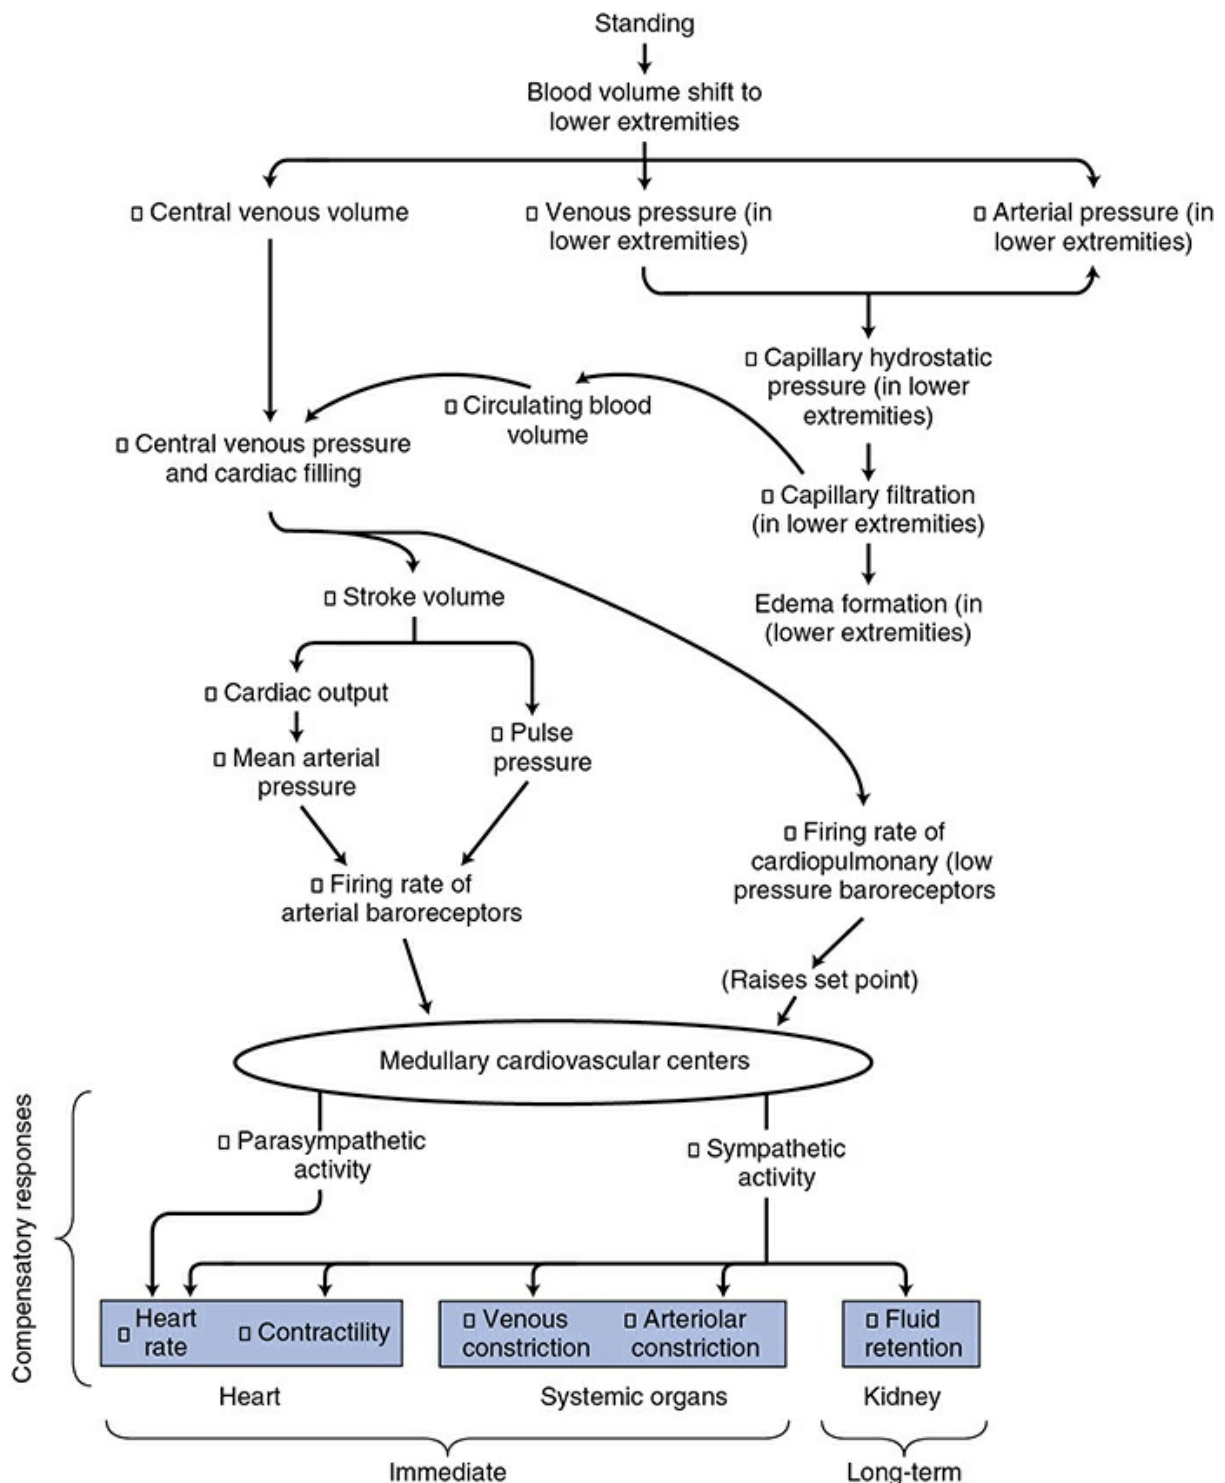 Standing
Blood volume shift to
lower extremities
▯ Central venous volume
▯ Venous pressure (in
lower extremities)
▯ Arterial pressure (in
lower extremities)
▯ Capillary hydrostatic
pressure (in lower
extremities)
▯ Circulating blood
volume
▯ Central venous pressure
and cardiac filling
▯ Capillary filtration
(in lower extremities)
Edema formation (in
(lower extremities)
▯ Stroke volume
▯ Cardiac output
▯ Mean arterial
pressure
▯ Pulse
pressure
▯ Firing rate of
arterial baroreceptors
▯ Firing rate of
cardiopulmonary (low
pressure baroreceptors
(Raises set point)
Medullary cardiovascular centers
Compensatory responses
▯ Parasympathetic
activity
▯ Sympathetic
activity
▯ Heart
rate
▯ Contractility
▯ Venous
constriction
▯ Arteriolar
constriction
▯ Fluid
retention
Heart
Systemic organs
Kidney
Immediate
Long-term